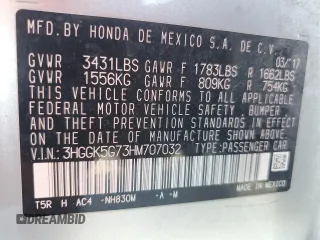 MFD.BY HONDA DE MEXICO S.A. DE C.V. 03/17
GVWR 3431LBS GAWR F 1783LBS R 1662LBS
GVWR 1556KG GAWR F 809KG R 754KG
THIS VEHICLE CONFORMS TO ALL APPLICABLE
FEDERAL MOTOR VEHICLE SAFETY, BUMPER, AND
THEFT PREVENTION STANDARDS IN EFFECT ON
THE DATE OF MANUFACTURE SHOWN ABOVE.
V.I.N.: 3HGGK5G73HM707032 TYPE:PASSENGER CAR
T5R H AC4 -NH830M -A -M
MADE IN MEXICO